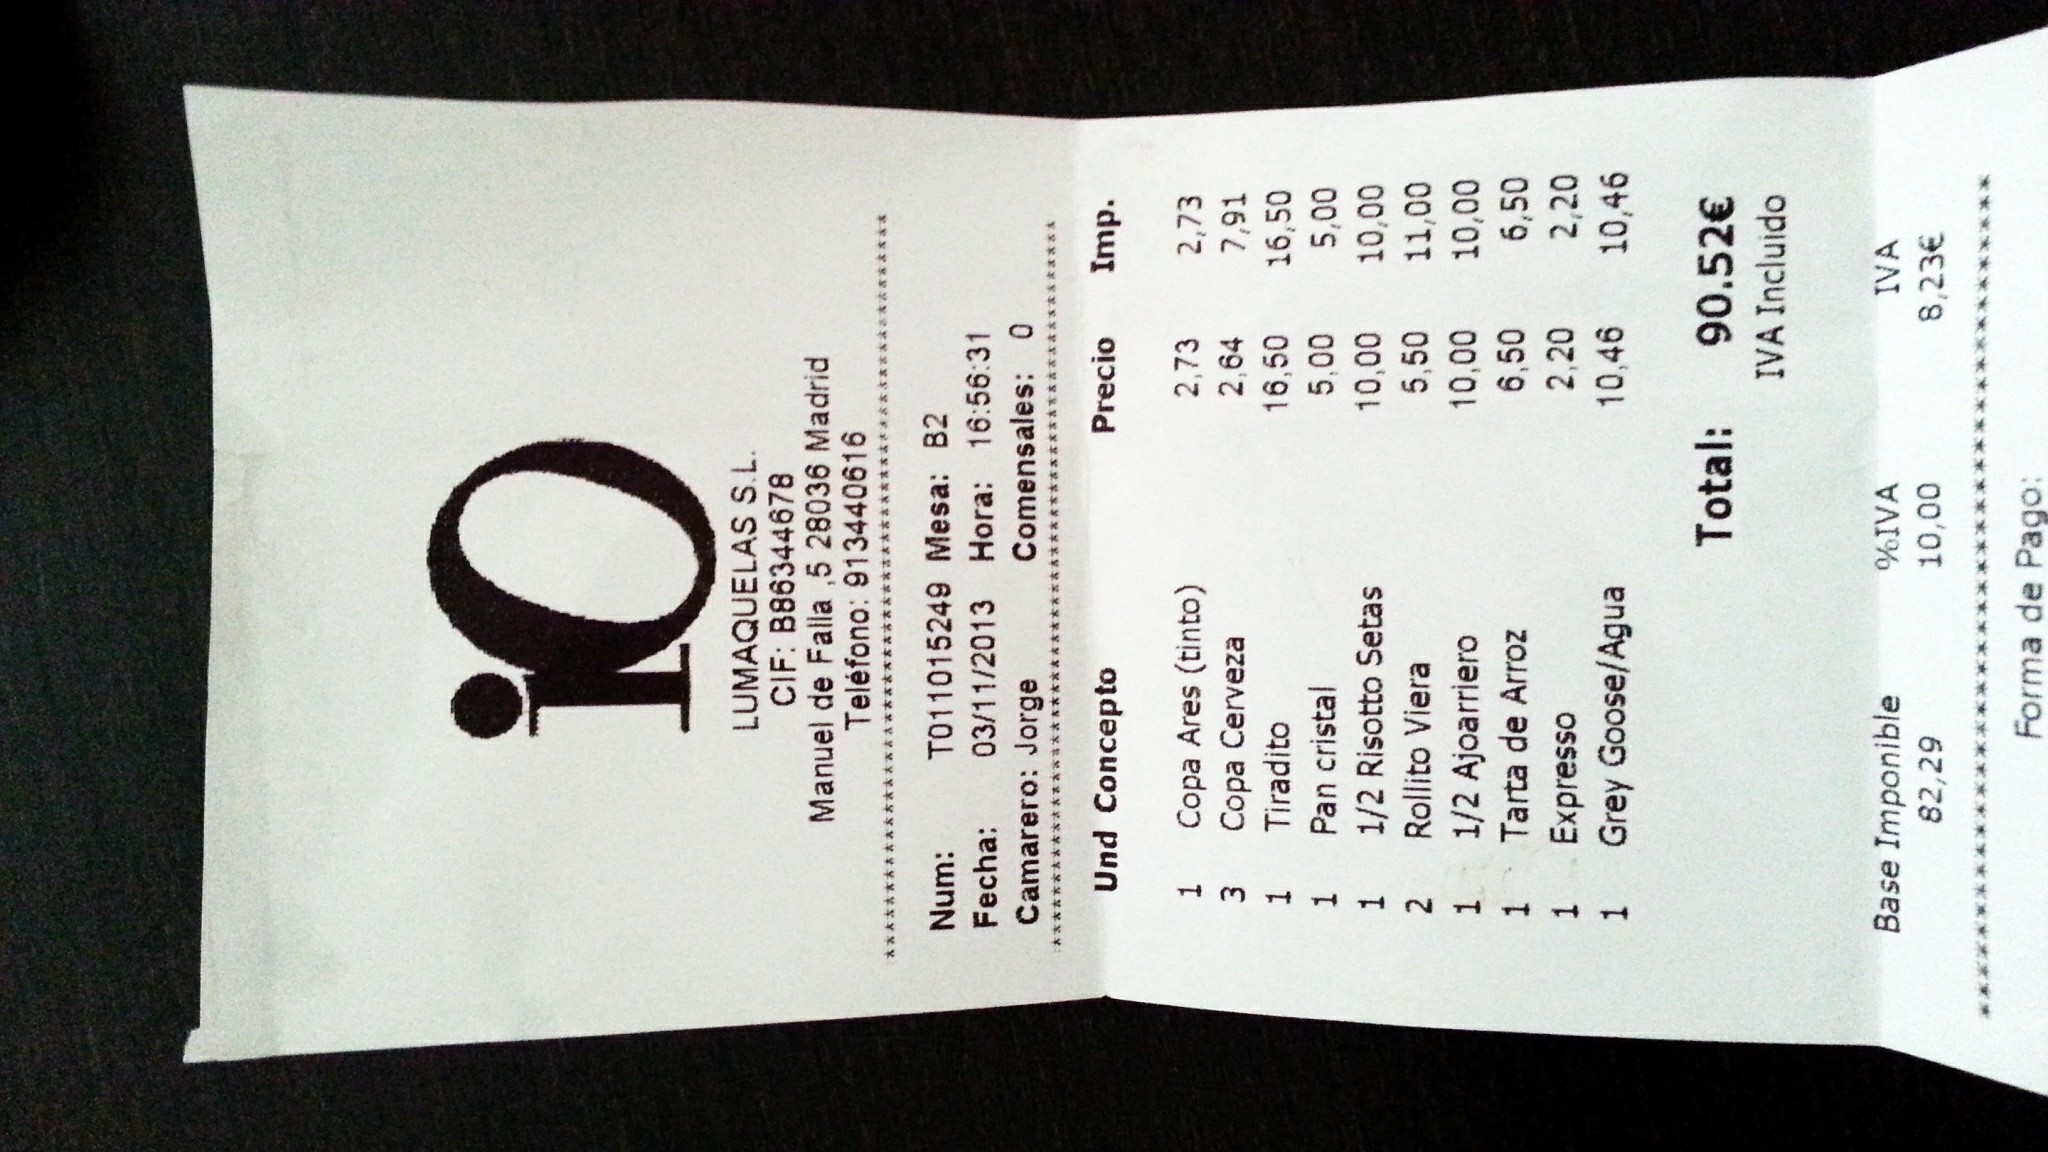 iO
LUMAQUELAS S.L.
CIF: B86344678
Manuel de Falla ,5 28036 Madrid
Teléfono: 913440616
************************************************************
Num: T011015249 Mesa: B2
Fecha: 03/11/2013 Hora: 16:56:31
Camarero: Jorge Comensales: 0
************************************************************
Und Concepto Precio Imp.
1 Copa Ares (tinto) 2,73 2,73
3 Copa Cerveza 2,64 7,91
1 Tiradito 16,50 16,50
1 Pan cristal 5,00 5,00
1 1/2 Risotto Setas 10,00 10,00
2 Rollito Viera 5,50 11,00
1 1/2 Ajoarriero 10,00 10,00
1 Tarta de Arroz 6,50 6,50
1 Expresso 2,20 2,20
1 Grey Goose/Agua 10,46 10,46
Total: 90.52€
IVA Incluido
Base Imponible %IVA IVA
82,29 10,00 8,23€
************************************************************
Forma de Pago: